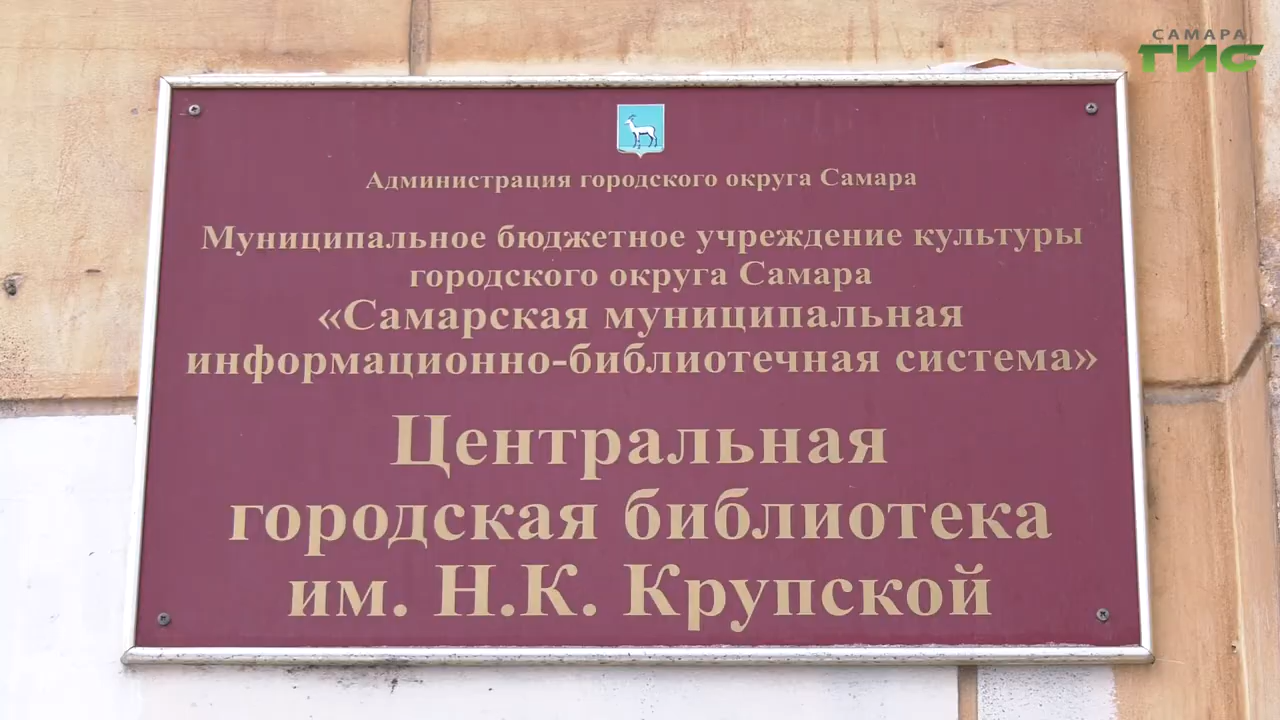 САМАРА
ГИС
Администрация городского округа Самара
Муниципальное бюджетное учреждение культуры
городского округа Самара
«Самарская муниципальная
информационно-библиотечная система»
Центральная
городская библиотека
им. Н.К. Крупской